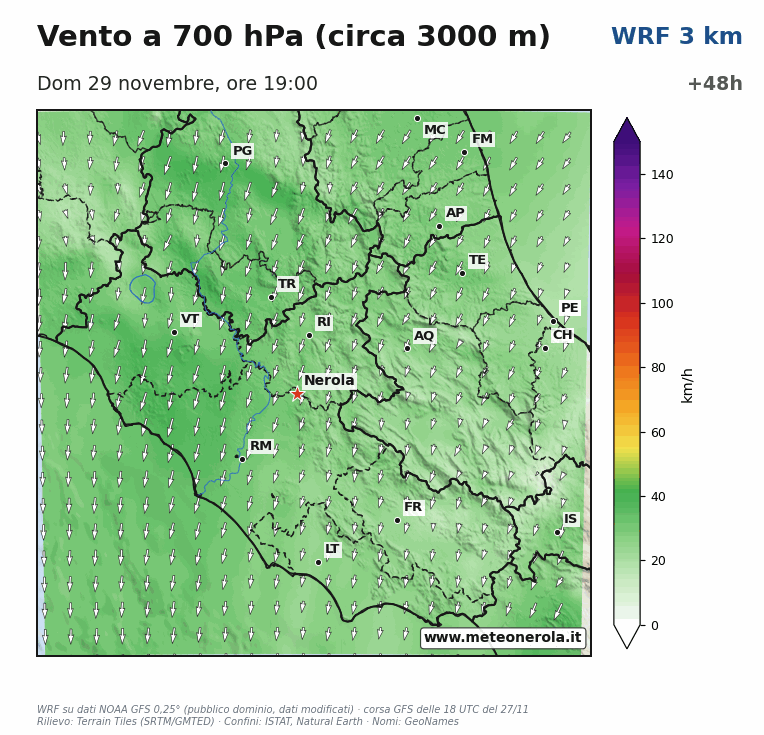 Vento a 700 hPa (circa 3000 m)
WRF 3 km
Dom 29 novembre, ore 19:00
+48h
MC
FM
PG
AP
TE
TR
PE
VT
RI
AQ
CH
Nerola
RM
FR
IS
LT
www.meteonerola.it
140
120
100
80
60
40
20
0
km/h
WRF su dati NOAA GFS 0,25° (pubblico dominio, dati modificati) · corsa GFS delle 18 UTC del 27/11
Rilievo: Terrain Tiles (SRTM/GMTED) · Confini: ISTAT, Natural Earth · Nomi: GeoNames